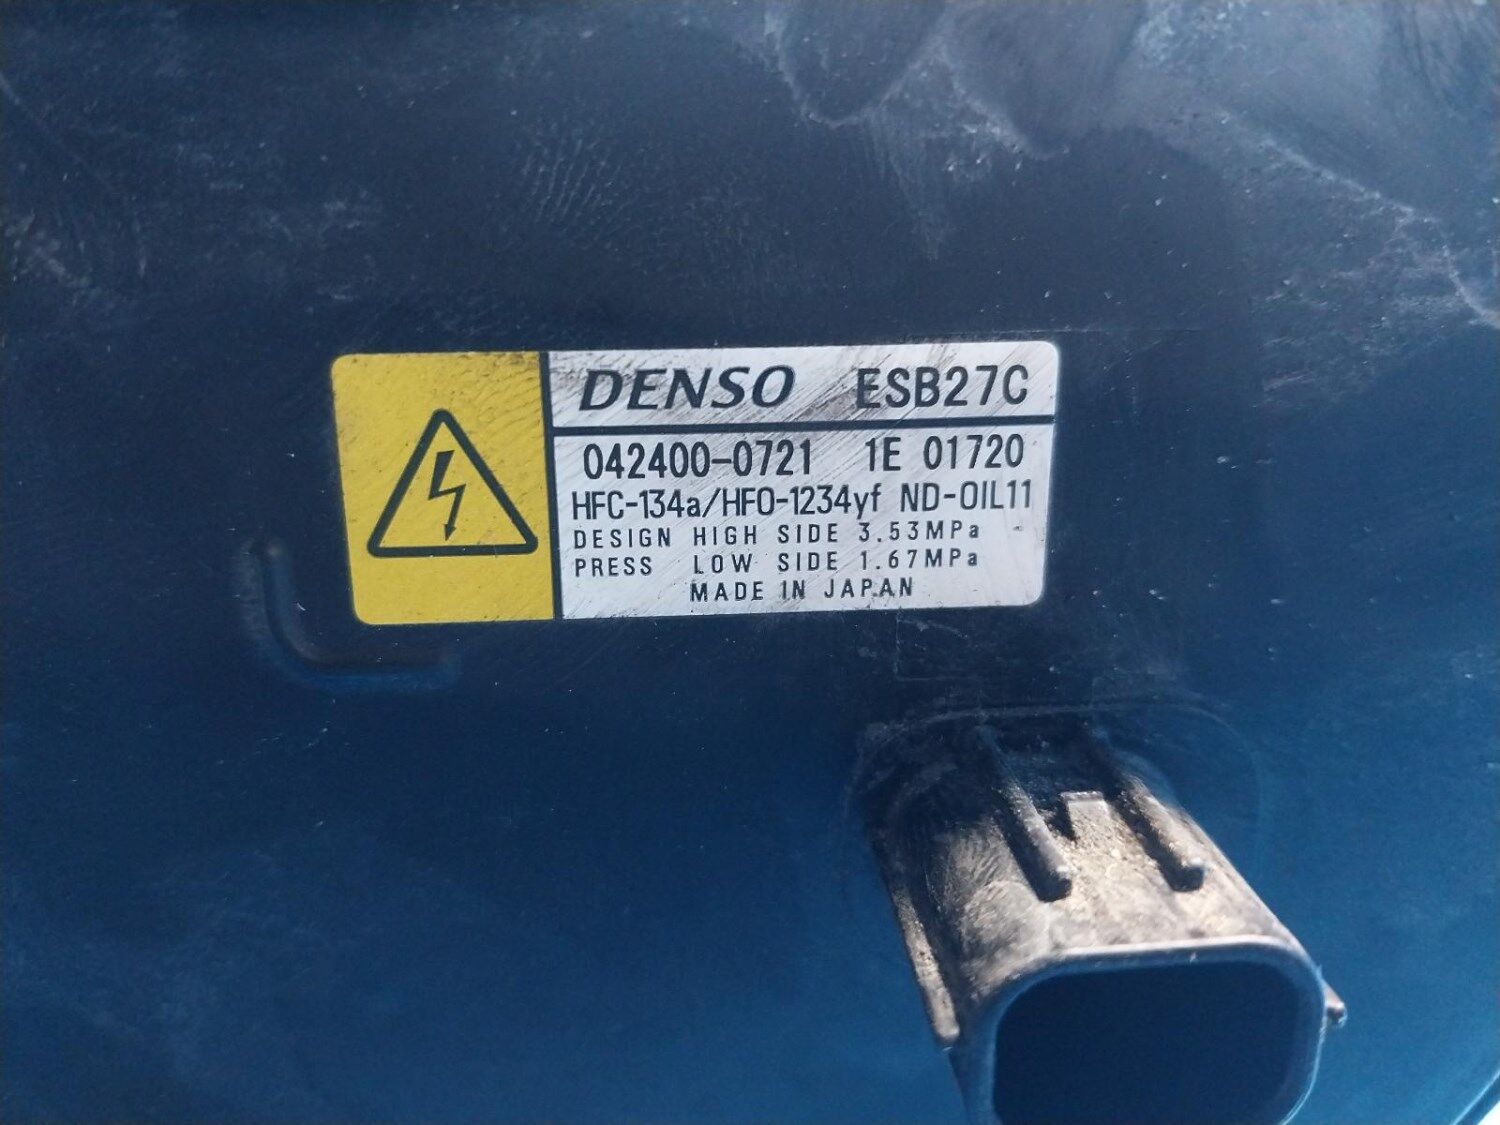 DENSO ESB27C
042400-0721 1E 01720
HFC-134a/HFO-1234yf ND-OIL11
DESIGN HIGH SIDE 3.53MPa
PRESS LOW SIDE 1.67MPa
MADE IN JAPAN